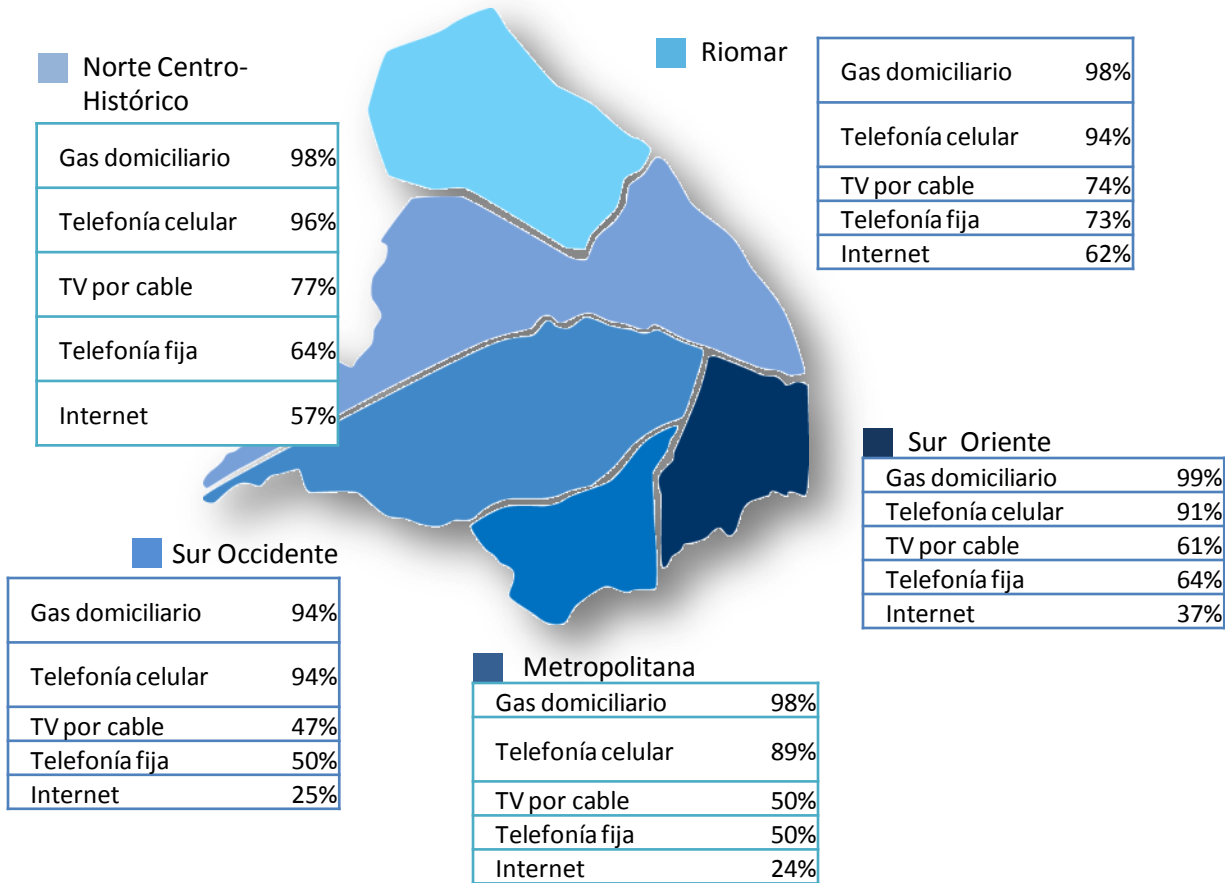 Norte Centro-
Histórico
Gas domiciliario 98%
Telefonía celular 96%
TV por cable 77%
Telefonía fija 64%
Internet 57%
Riomar
Gas domiciliario 98%
Telefonía celular 94%
TV por cable 74%
Telefonía fija 73%
Internet 62%
Sur Oriente
Gas domiciliario 99%
Telefonía celular 91%
TV por cable 61%
Telefonía fija 64%
Internet 37%
Sur Occidente
Gas domiciliario 94%
Telefonía celular 94%
TV por cable 47%
Telefonía fija 50%
Internet 25%
Metropolitana
Gas domiciliario 98%
Telefonía celular 89%
TV por cable 50%
Telefonía fija 50%
Internet 24%